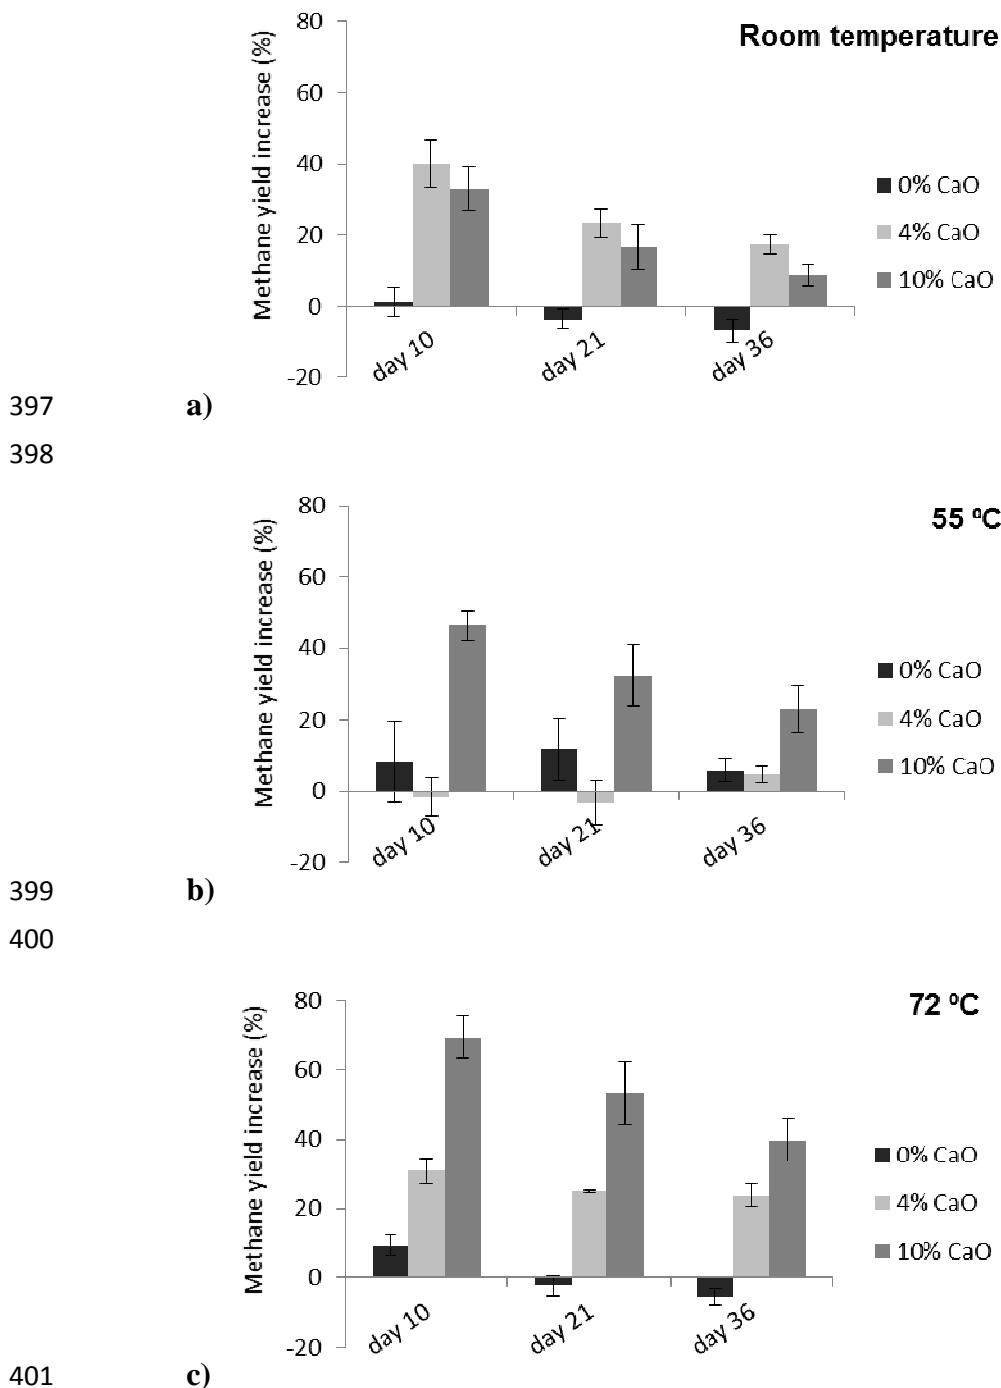 Room temperature
Methane yield increase (%)
80
60
40
20
0
-20
day 10
day 21
day 36
0% CaO
4% CaO
10% CaO
397
a)
398
55 ºC
Methane yield increase (%)
80
60
40
20
0
-20
day 10
day 21
day 36
0% CaO
4% CaO
10% CaO
399
b)
400
72 ºC
Methane yield increase (%)
80
60
40
20
0
-20
day 10
day 21
day 36
0% CaO
4% CaO
10% CaO
401
c)